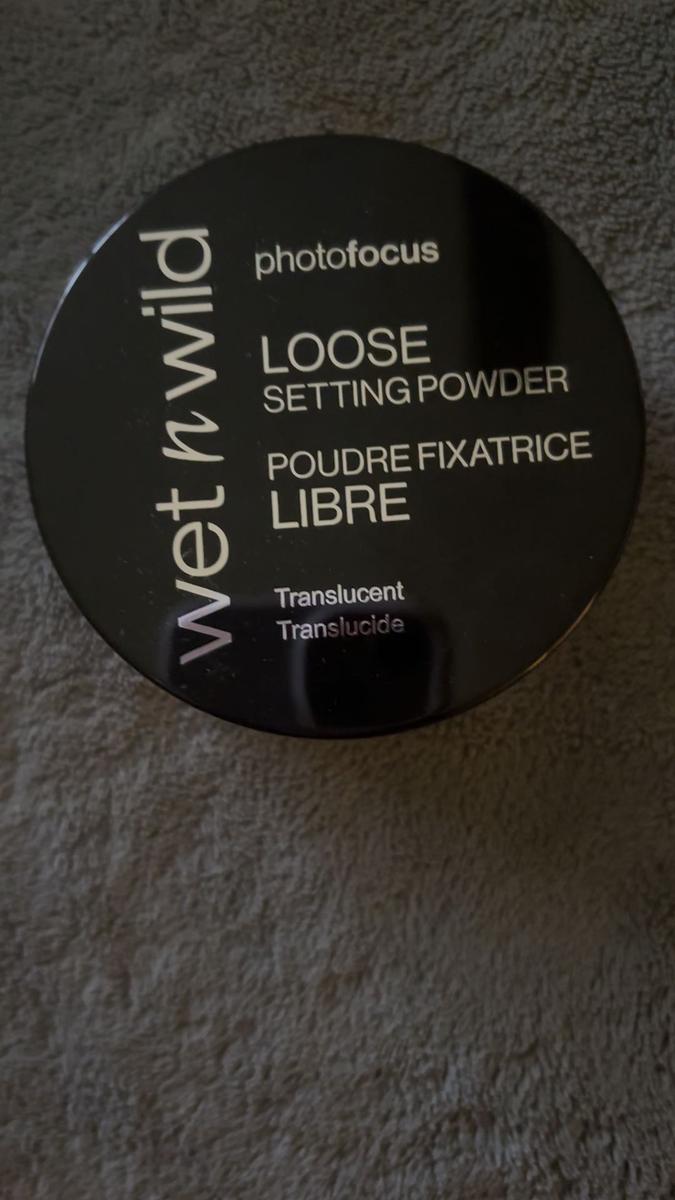 wet n wild
photofocus
LOOSE
SETTING POWDER
POUDRE FIXATRICE
LIBRE
Translucent
Translucide